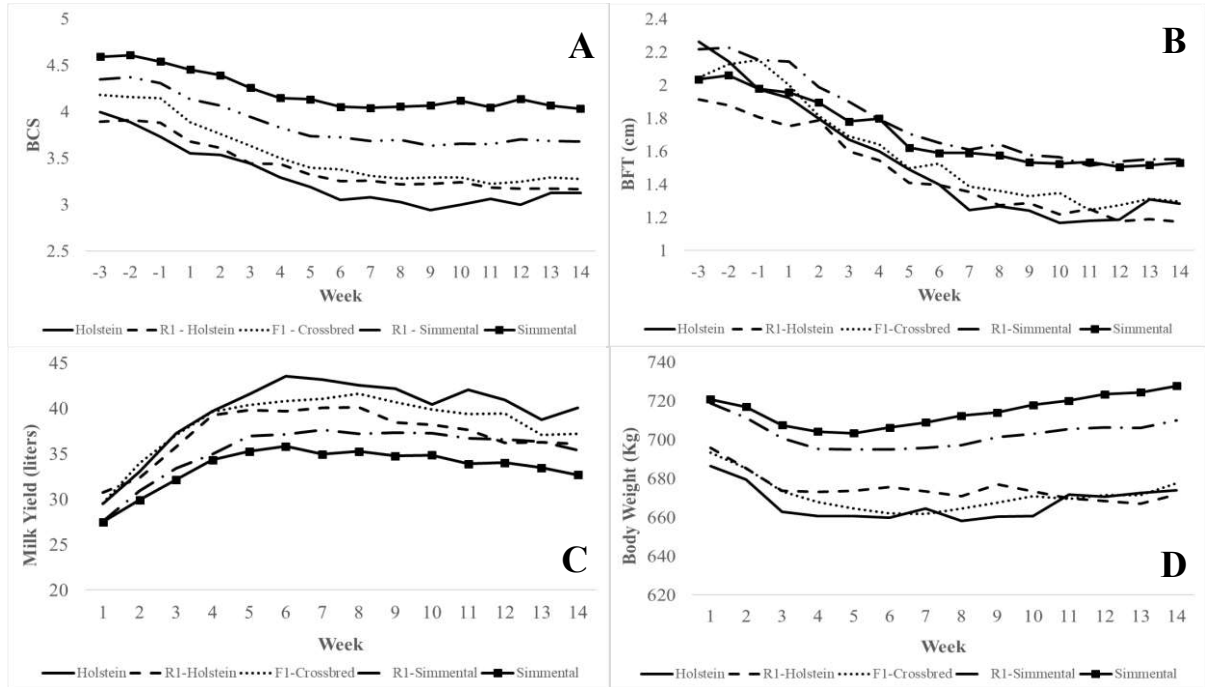 A
BCS
5
4.5
4
3.5
3
2.5
-3 -2 -1 1 2 3 4 5 6 7 8 9 10 11 12 13 14
Week
Holstein R1 - Holstein F1 - Crossbred R1 - Simmental Simmental
B
BFT (cm)
2.4
2.2
2
1.8
1.6
1.4
1.2
1
-3 -2 -1 1 2 3 4 5 6 7 8 9 10 11 12 13 14
Week
Holstein R1-Holstein F1-Crossbred R1-Simmental Simmental
C
Milk Yield (liters)
45
40
35
30
25
20
1 2 3 4 5 6 7 8 9 10 11 12 13 14
Week
Holstein R1-Holstein F1-Crossbred R1-Simmental Simmental
D
Body Weight (Kg)
740
720
700
680
660
640
620
1 2 3 4 5 6 7 8 9 10 11 12 13 14
Week
Holstein R1-Holstein F1-Crossbred R1-Simmental Simmental